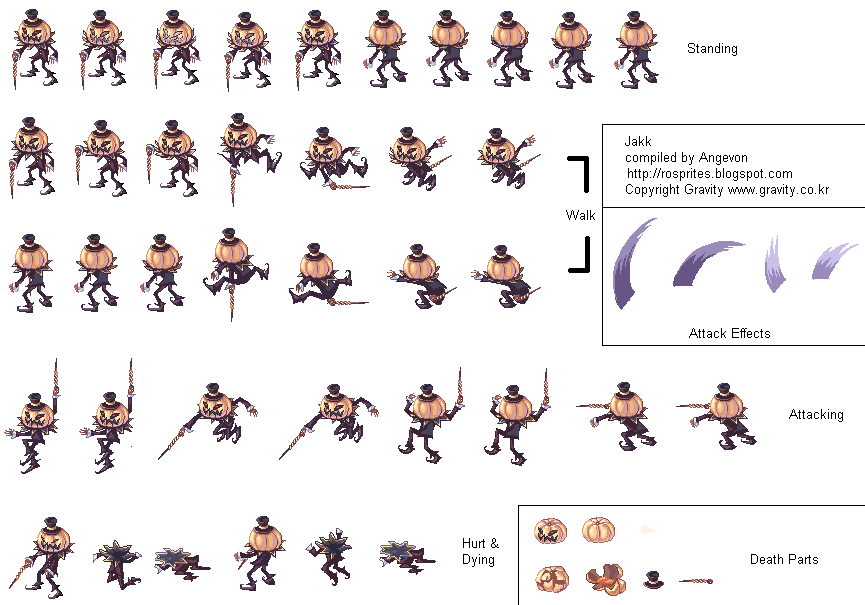 Standing
Jakk
compiled by Angevon
http://rosprites.blogspot.com
Copyright Gravity www.gravity.co.kr
Walk
Attack Effects
Attacking
Hurt &
Dying
Death Parts